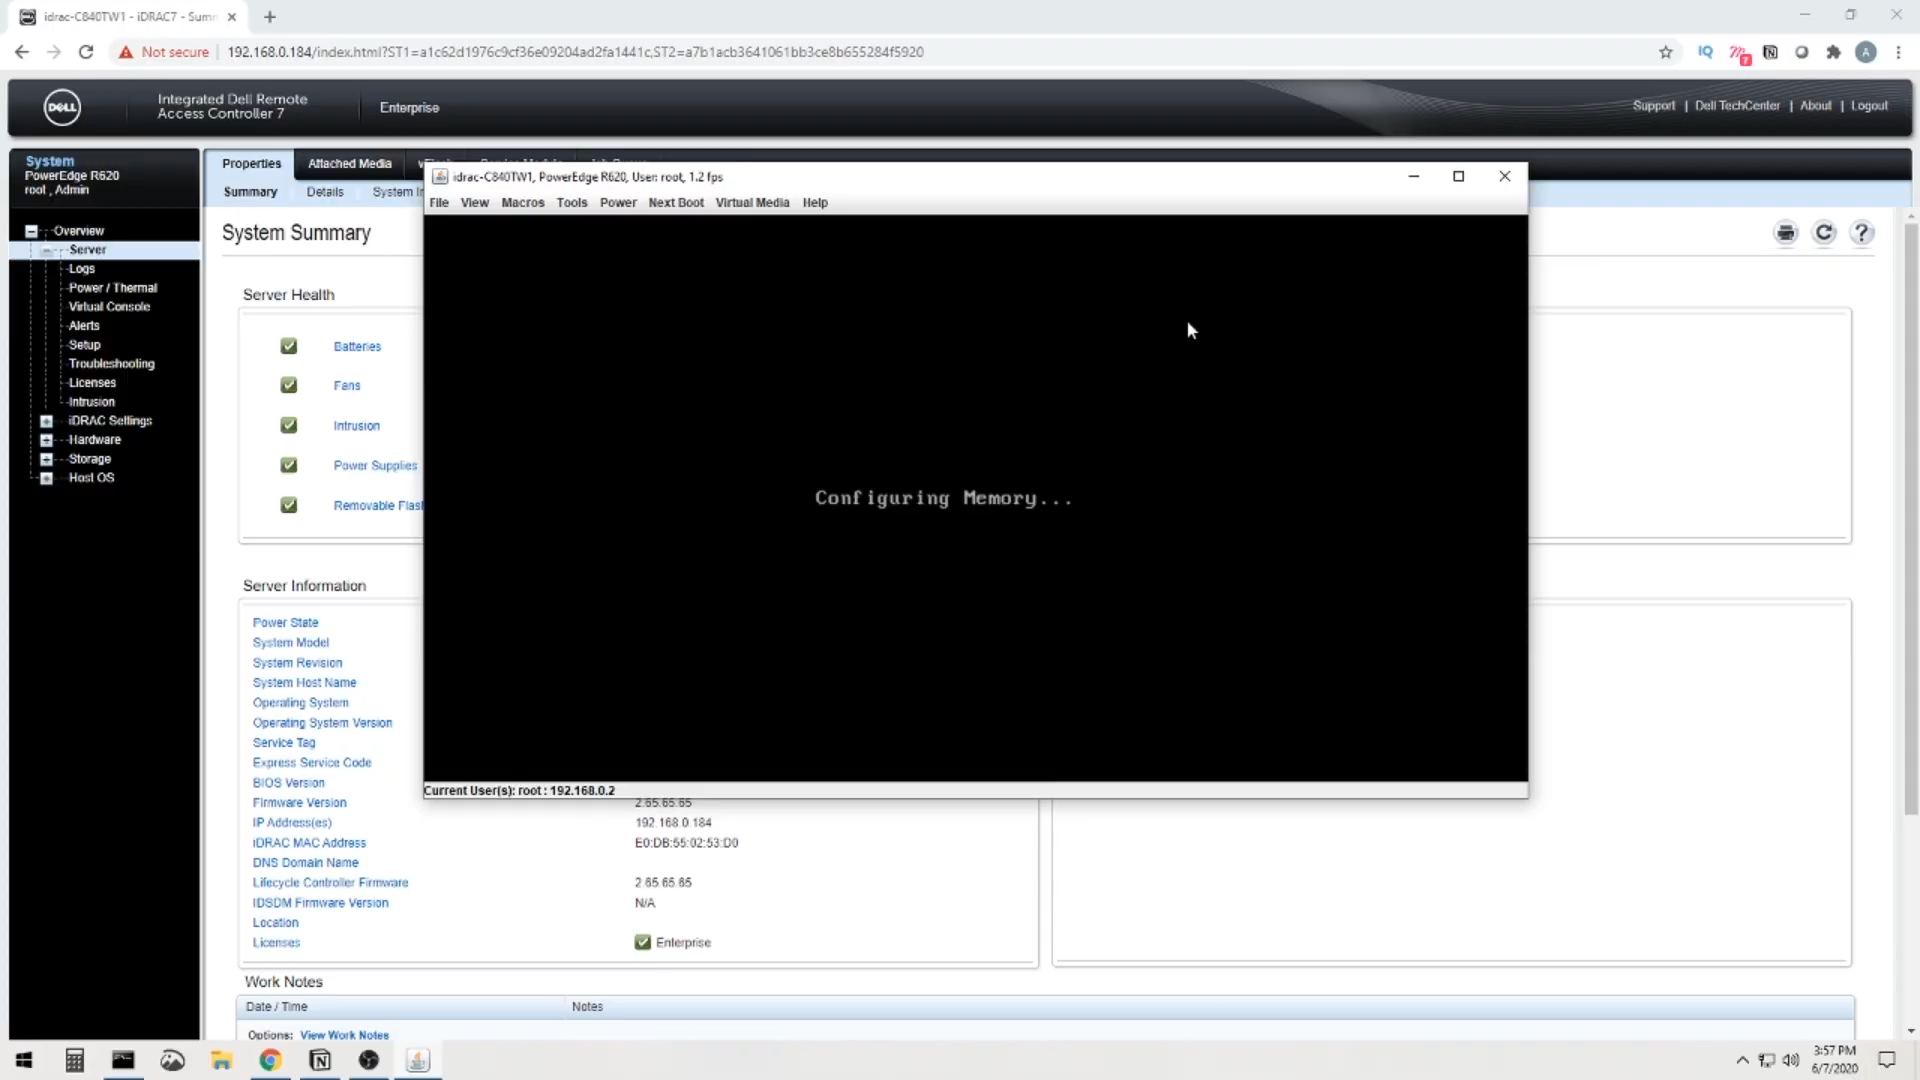 idrac-C840TW1 - iDRAC7 - Summ
Not secure
192.168.0.184/index.html?ST1=a1c62d1976c9cf36e09204ad2fa1441c,ST2=a7b1acb3641061bb3ce8b655284f5920
IQ
7
A
DELL
Integrated Dell Remote
Access Controller 7
Enterprise
Support | Dell TechCenter | About | Logout
System
PowerEdge R620
root , Admin
Overview
Server
Logs
Power / Thermal
Virtual Console
Alerts
Setup
Troubleshooting
Licenses
Intrusion
iDRAC Settings
Hardware
Storage
Host OS
Properties
Attached Media
Summary
Details
System In
System Summary
idrac-C840TW1, PowerEdge R620, User: root, 1.2 fps
File View Macros Tools Power Next Boot Virtual Media Help
Configuring Memory...
Current User(s): root : 192.168.0.2
Server Health
Batteries
Fans
Intrusion
Power Supplies
Removable Flash
Server Information
Power State
System Model
System Revision
System Host Name
Operating System
Operating System Version
Service Tag
Express Service Code
BIOS Version
Firmware Version 2.65.65.65
IP Address(es) 192.168.0.184
iDRAC MAC Address E0:DB:55:02:53:D0
DNS Domain Name
Lifecycle Controller Firmware 2.65.65.65
IDSDM Firmware Version N/A
Location
Licenses Enterprise
Work Notes
Date / Time Notes
Options: View Work Notes
3:57 PM
6/7/2020